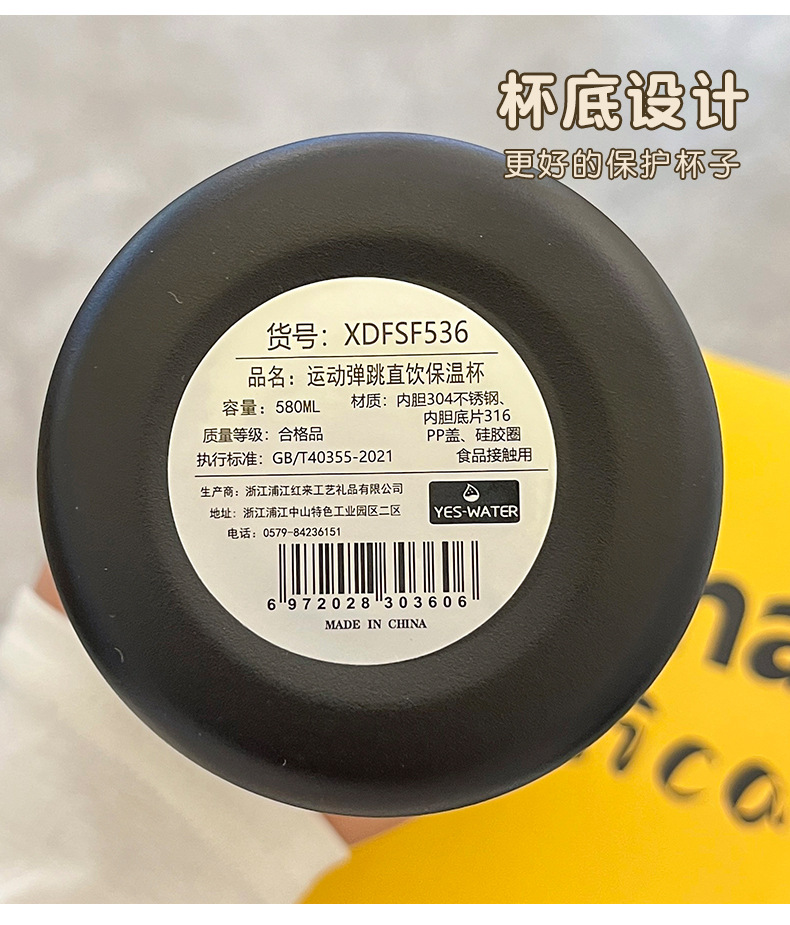 杯底设计
更好的保护杯子
货号：XDFSF536
品名：运动弹跳直饮保温杯
容量：580ML
材质：内胆304不锈钢、
内胆底片316
PP盖、硅胶圈
食品接触用
质量等级：合格品
执行标准：GB/T40355-2021
生产商：浙江浦江红来工艺礼品有限公司
地址：浙江浦江中山特色工业园区二区
电话：0579-84236151
YES-WATER
6 972028 303606
MADE IN CHINA
na
ica